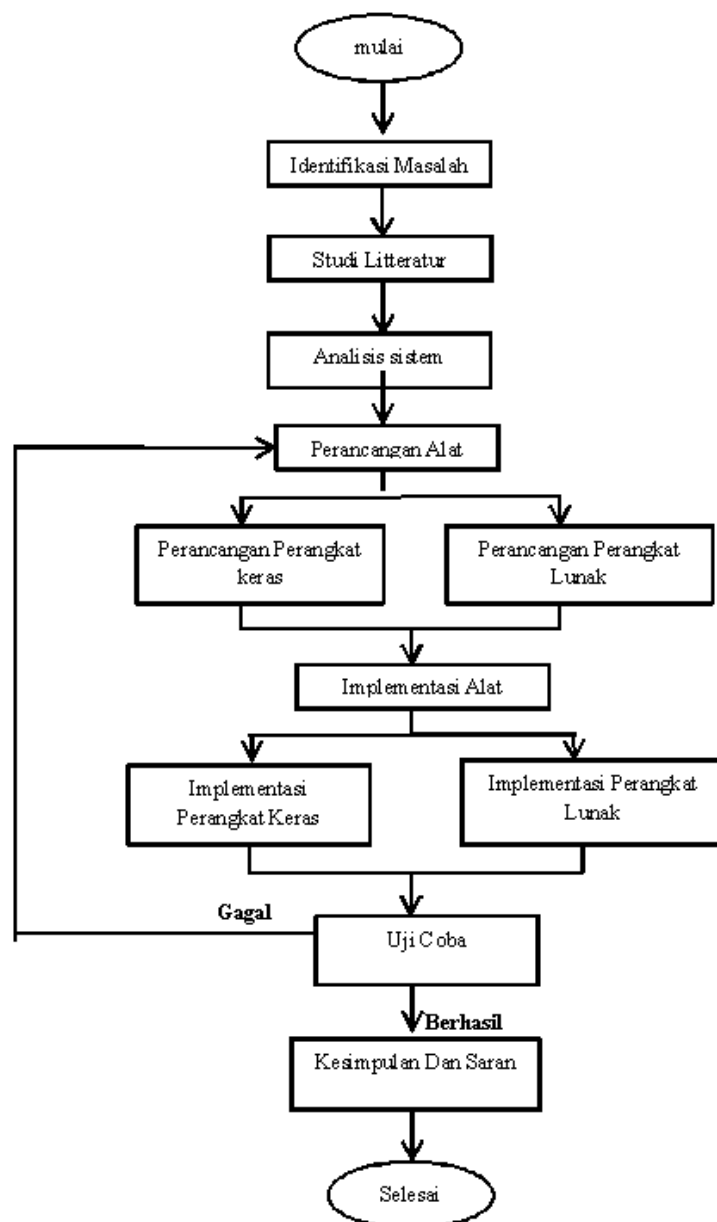 mulai
Identifikasi Masalah
Studi Litteratur
Analisis sistem
Perancangan Alat
Perancangan Perangkat
keras
Perancangan Perangkat
Lunak
Implementasi Alat
Implementasi
Perangkat Keras
Implementasi Perangkat
Lunak
Gagal
Uji Coba
Berhasil
Kesimpulan Dan Saran
Selesai